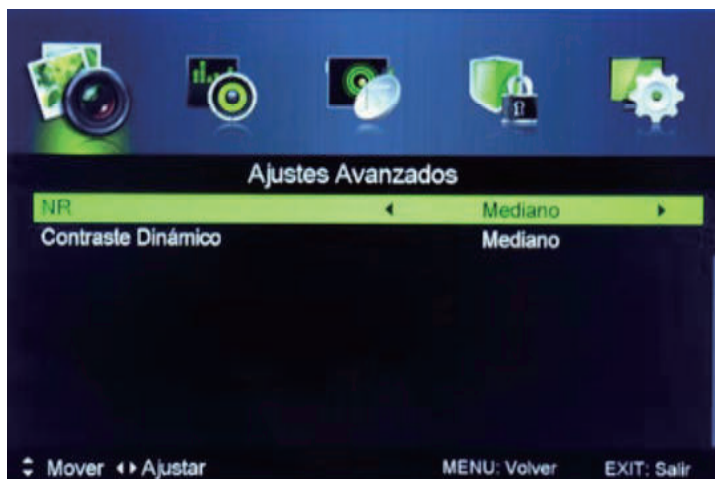 Ajustes Avanzados
NR Mediano
Contraste Dinámico Mediano
Mover Ajustar MENU: Volver EXIT: Salir